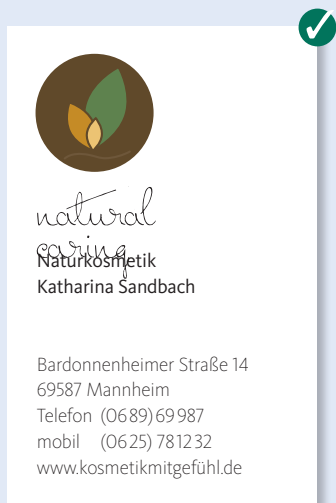 natural
caring
Naturkosmetik
Katharina Sandbach
Bardonnenheimer Straße 14
69587 Mannheim
Telefon (0689) 69 987
mobil (0625) 781232
www.kosmetikmitgefühl.de